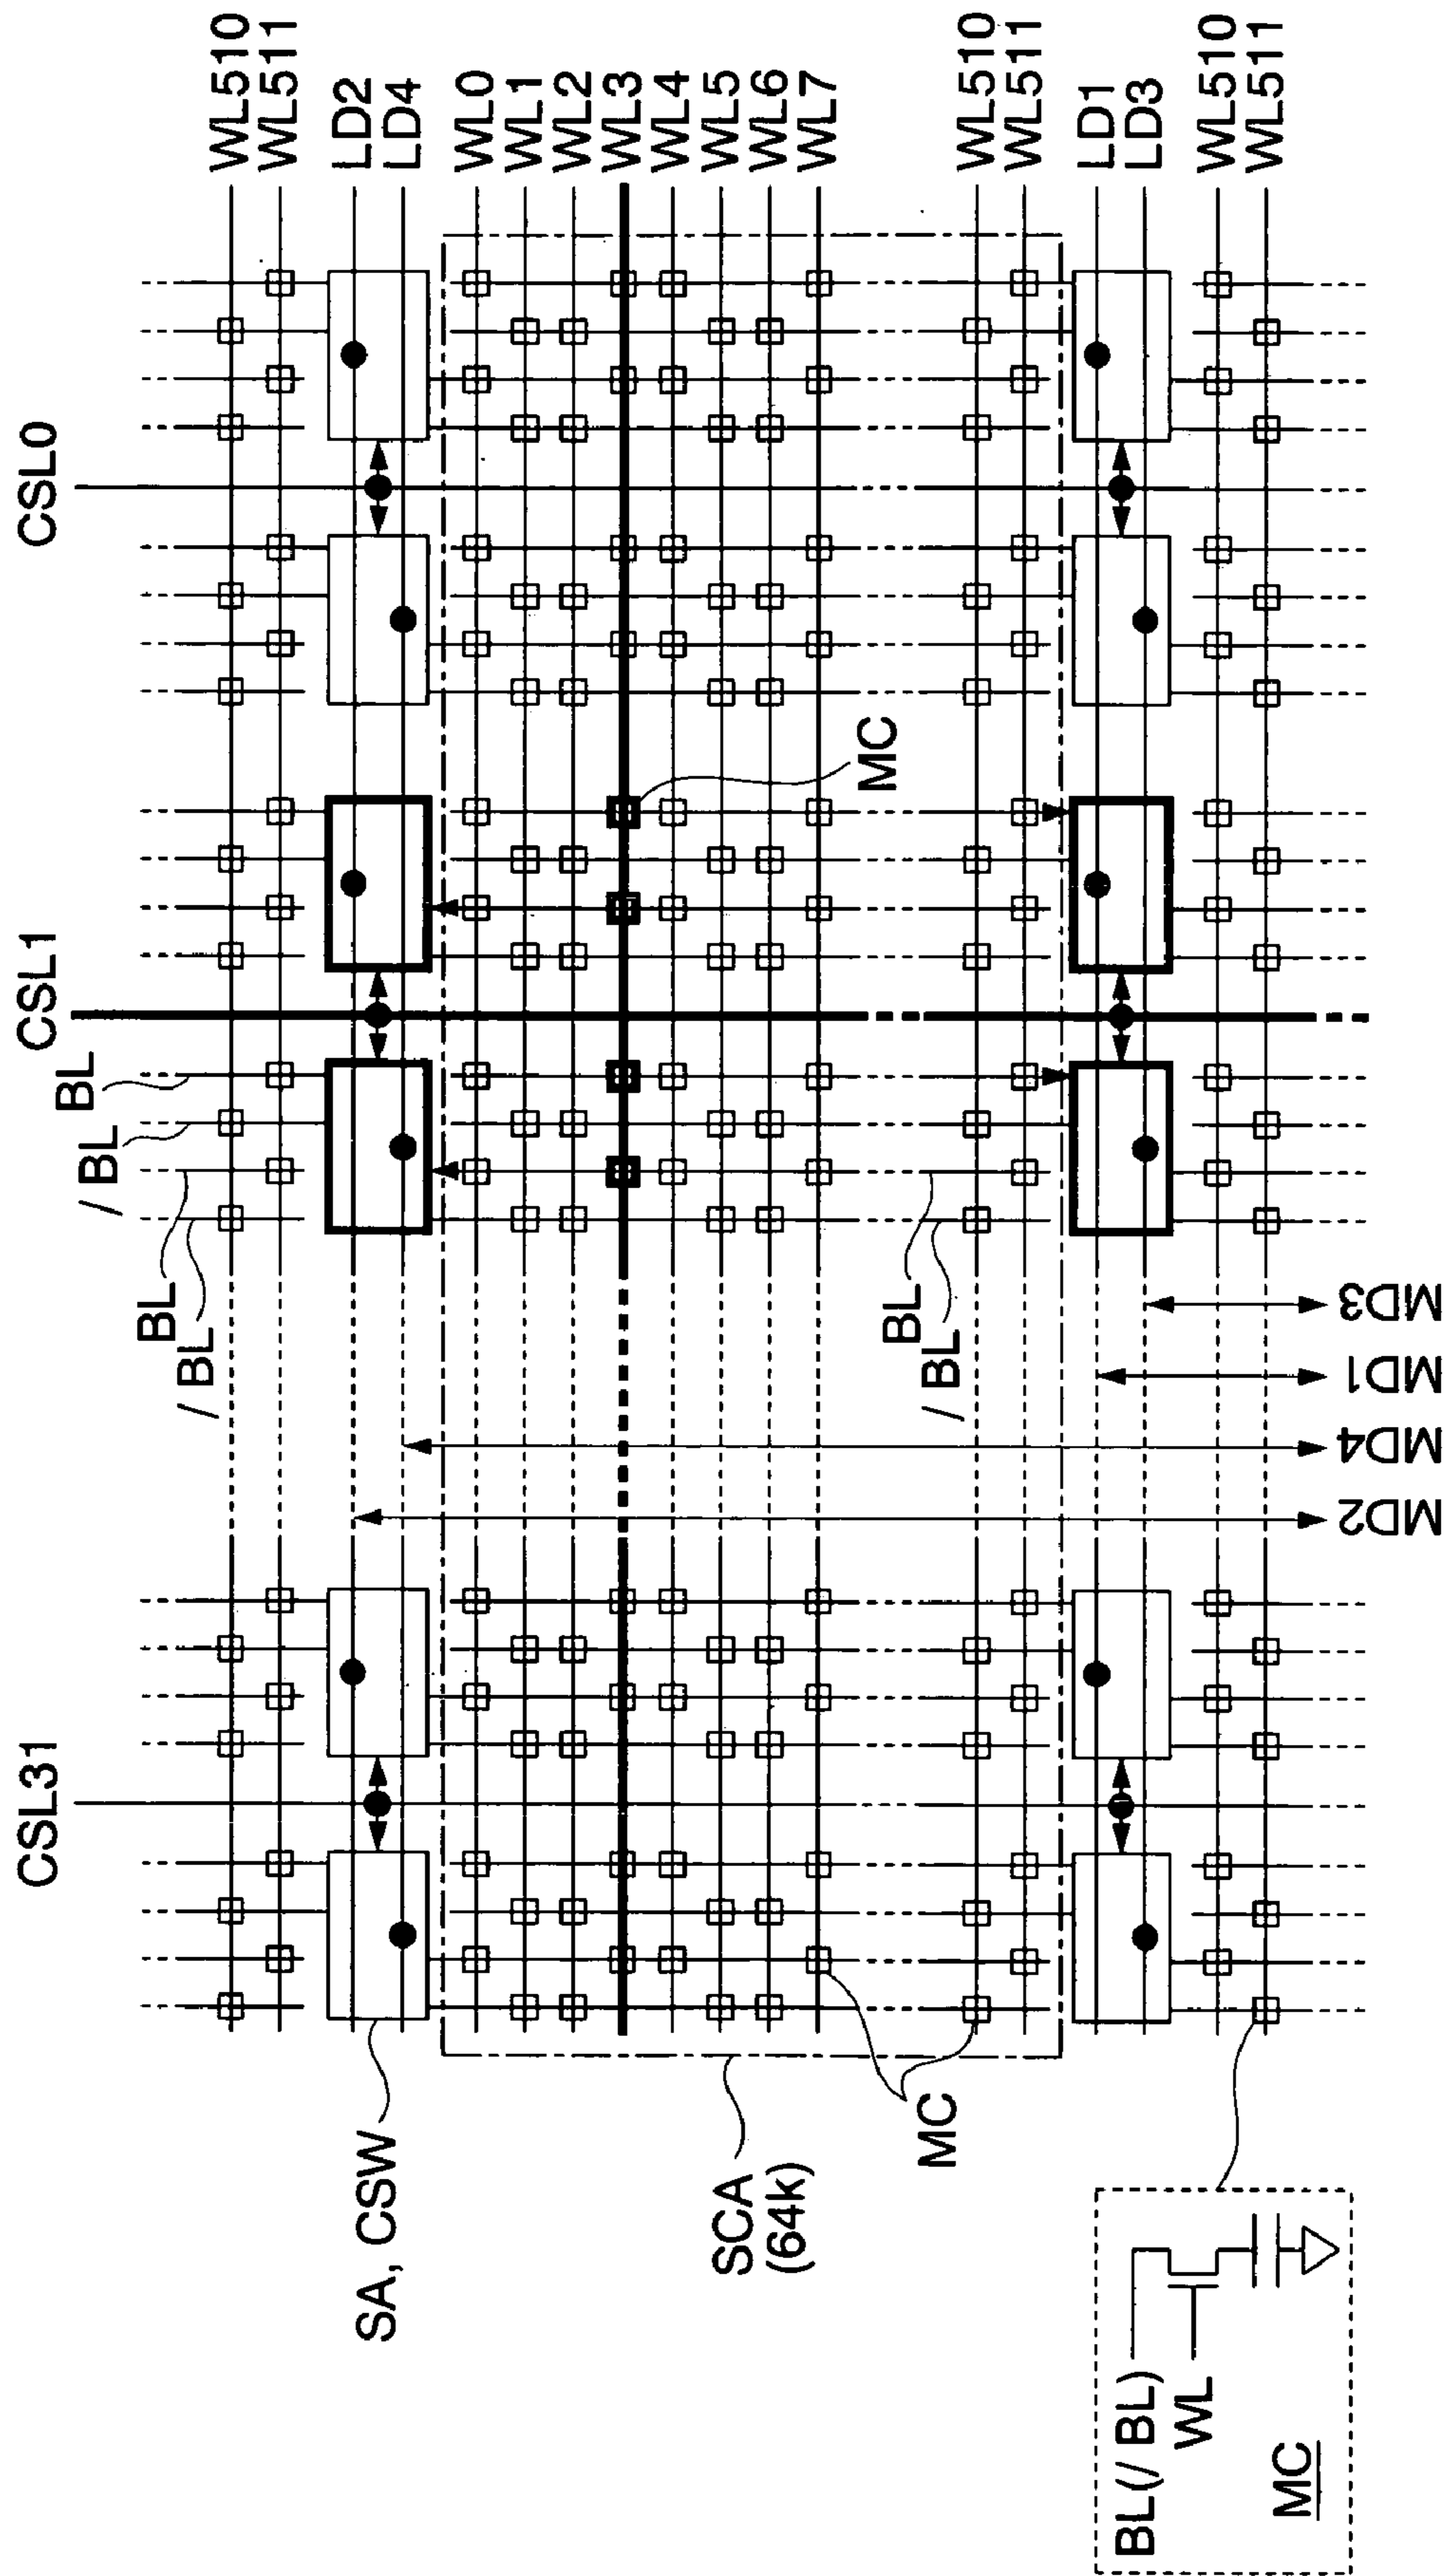 CSL31
CSL1
CSL0
BL
/ BL
BL
/ BL
WL510
WL511
LD2
LD4
WL0
WL1
WL2
WL3
WL4
WL5
WL6
WL7
WL510
WL511
LD1
LD3
WL510
WL511
MC
BL
/ BL
MD2
MD4
MD1
MD3
SA, CSW
SCA
(64k)
MC
BL(/ BL)
WL
MC